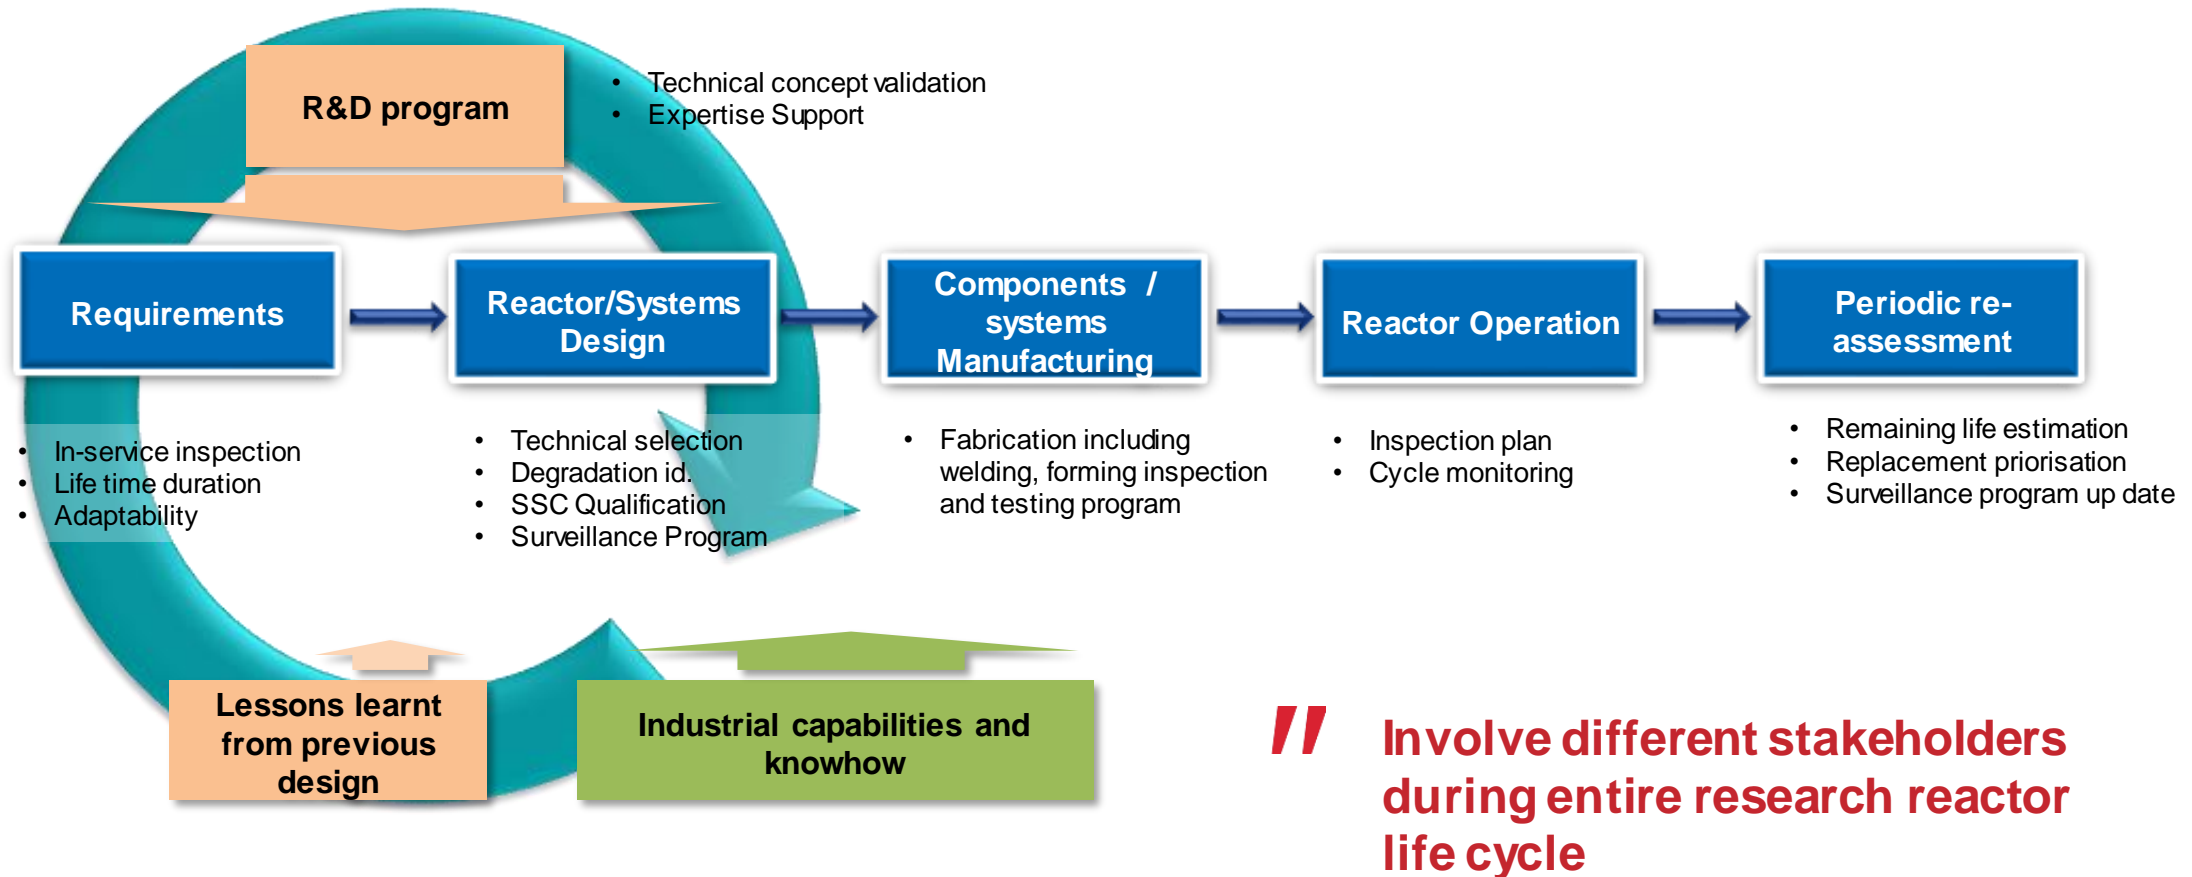 R&D program
• Technical concept validation
• Expertise Support
Requirements
Reactor/Systems
Design
Components /
systems
Manufacturing
Reactor Operation
Periodic re-
assessment
• In-service inspection
• Life time duration
• Adaptability
• Technical selection
• Degradation id.
• SSC Qualification
• Surveillance Program
• Fabrication including
welding, forming inspection
and testing program
• Inspection plan
• Cycle monitoring
• Remaining life estimation
• Replacement priorisation
• Surveillance program up date
Lessons learnt
from previous
design
Industrial capabilities and
knowhow
" Involve different stakeholders
during entire research reactor
life cycle